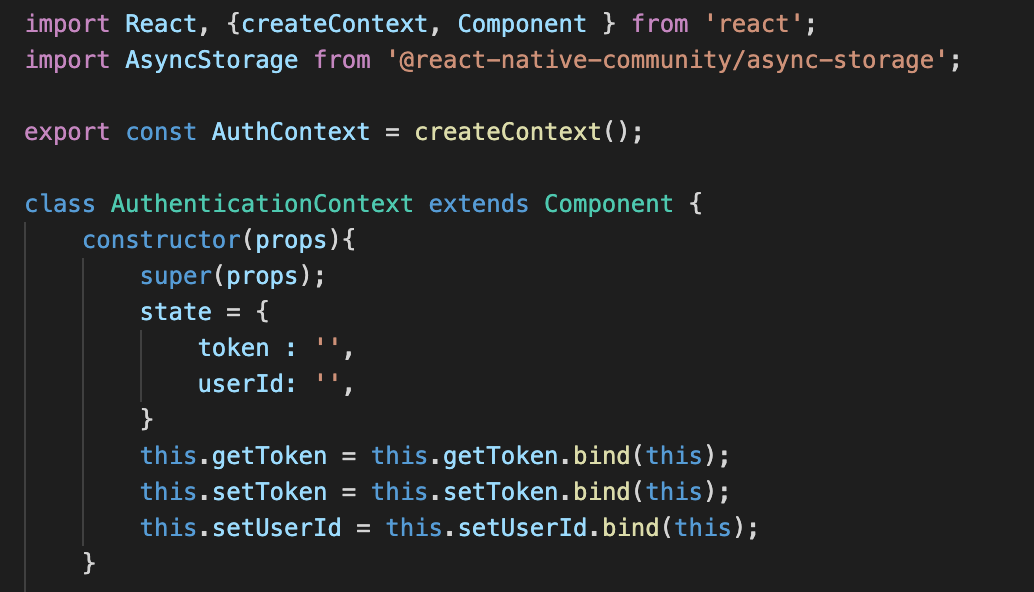 import React, {createContext, Component } from 'react';
import AsyncStorage from '@react-native-community/async-storage';
export const AuthContext = createContext();
class AuthenticationContext extends Component {
constructor(props){
super(props);
state = {
token : '',
userId: '',
}
this.getToken = this.getToken.bind(this);
this.setToken = this.setToken.bind(this);
this.setUserId = this.setUserId.bind(this);
}